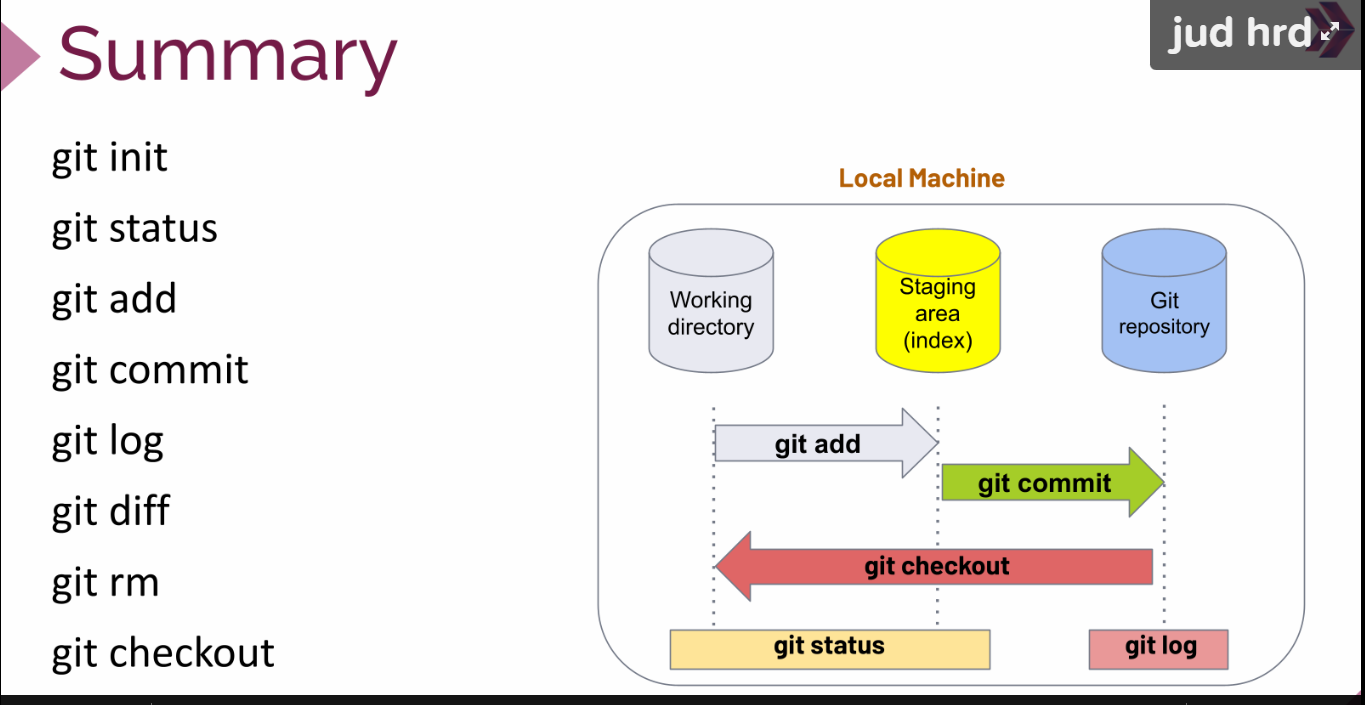 Summary
jud hrd
git init
git status
git add
git commit
git log
git diff
git rm
git checkout
Local Machine
Working
directory
Staging
area
(index)
Git
repository
git add
git commit
git checkout
git status
git log